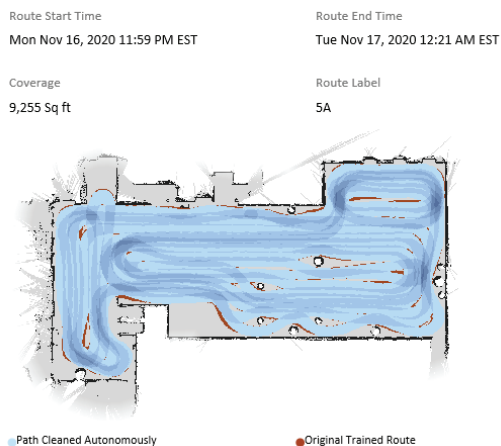 Route Start Time
Route End Time
Mon Nov 16, 2020 11:59 PM EST
Tue Nov 17, 2020 12:21 AM EST
Coverage
Route Label
9,255 Sq ft
5A
Path Cleaned Autonomously
Original Trained Route